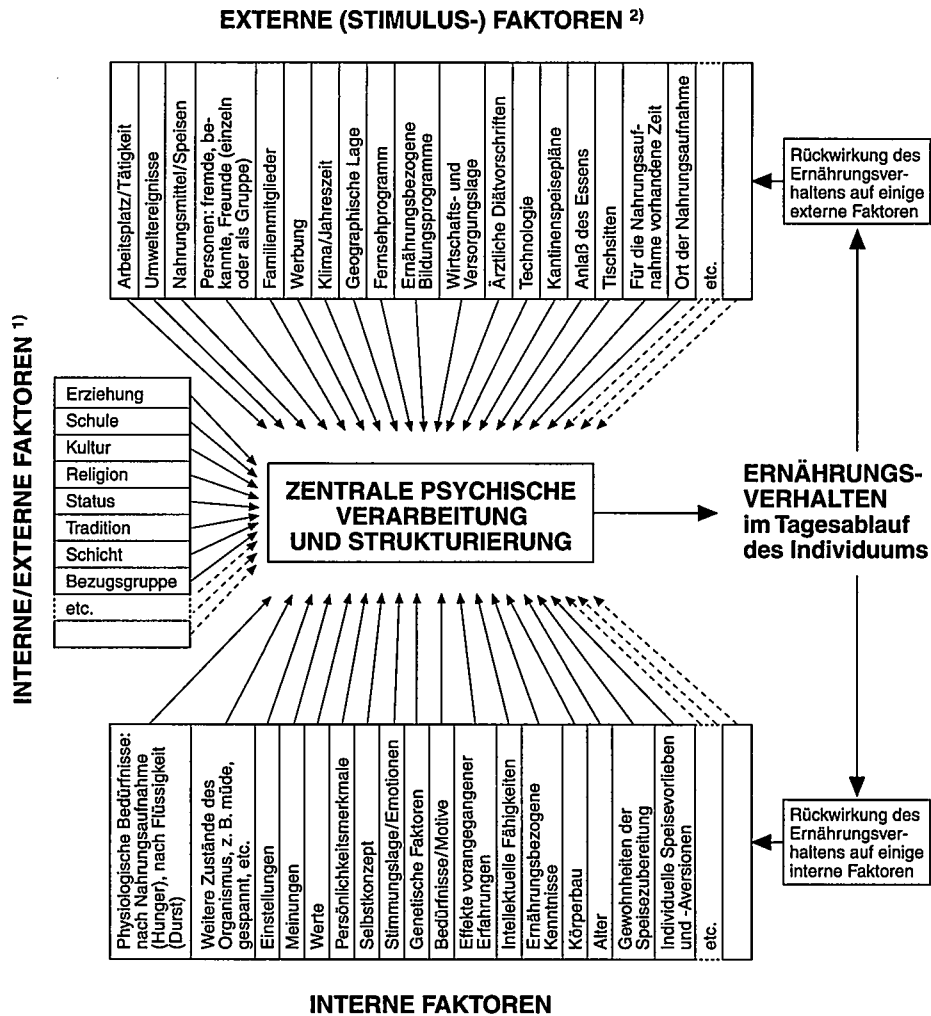 EXTERNE (STIMULUS-) FAKTOREN 2)
Arbeitsplatz/Tätigkeit
Umweltereignisse
Nahrungsmittel/Speisen
Personen: fremde, be-
kannte, Freunde (einzeln
oder als Gruppe)
Familienmitglieder
Werbung
Klima/Jahreszeit
Geographische Lage
Fernsehprogramm
Ernährungsbezogene
Bildungsprogramme
Wirtschafts- und
Versorgungslage
Ärztliche Diätvorschriften
Technologie
Kantinenspeisepläne
Anlaß des Essens
Tischsitten
Für die Nahrungsauf-
nahme vorhandene Zeit
Ort der Nahrungsaufnahme
etc.
Rückwirkung des
Ernährungsver-
haltens auf einige
externe Faktoren
INTERNE/EXTERNE FAKTOREN 1)
Erziehung
Schule
Kultur
Religion
Status
Tradition
Schicht
Bezugsgruppe
etc.
ZENTRALE PSYCHISCHE
VERARBEITUNG
UND STRUKTURIERUNG
ERNÄHRUNGS-
VERHALTEN
im Tagesablauf
des Individuums
Physiologische Bedürfnisse:
nach Nahrungsaufnahme
(Hunger), nach Flüssigkeit
(Durst)
Weitere Zustände des
Organismus, z. B. müde,
gespannt, etc.
Einstellungen
Meinungen
Werte
Persönlichkeitsmerkmale
Selbstkonzept
Stimmungslage/Emotionen
Genetische Faktoren
Bedürfnisse/Motive
Effekte vorangegangener
Erfahrungen
Intellektuelle Fähigkeiten
Ernährungsbezogene
Kenntnisse
Körperbau
Alter
Gewohnheiten der
Speisezubereitung
Individuelle Speisevorlieben
und -Aversionen
etc.
Rückwirkung des
Ernährungsver-
haltens auf einige
interne Faktoren
INTERNE FAKTOREN